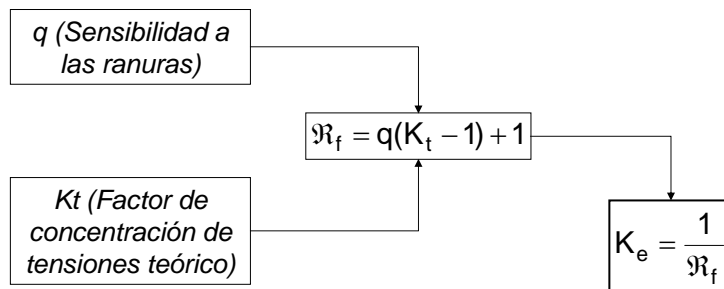 q (Sensibilidad a
las ranuras)
ℜf = q(Kt − 1) + 1
Kt (Factor de
concentración de
tensiones teórico)
Ke = 1/ℜf